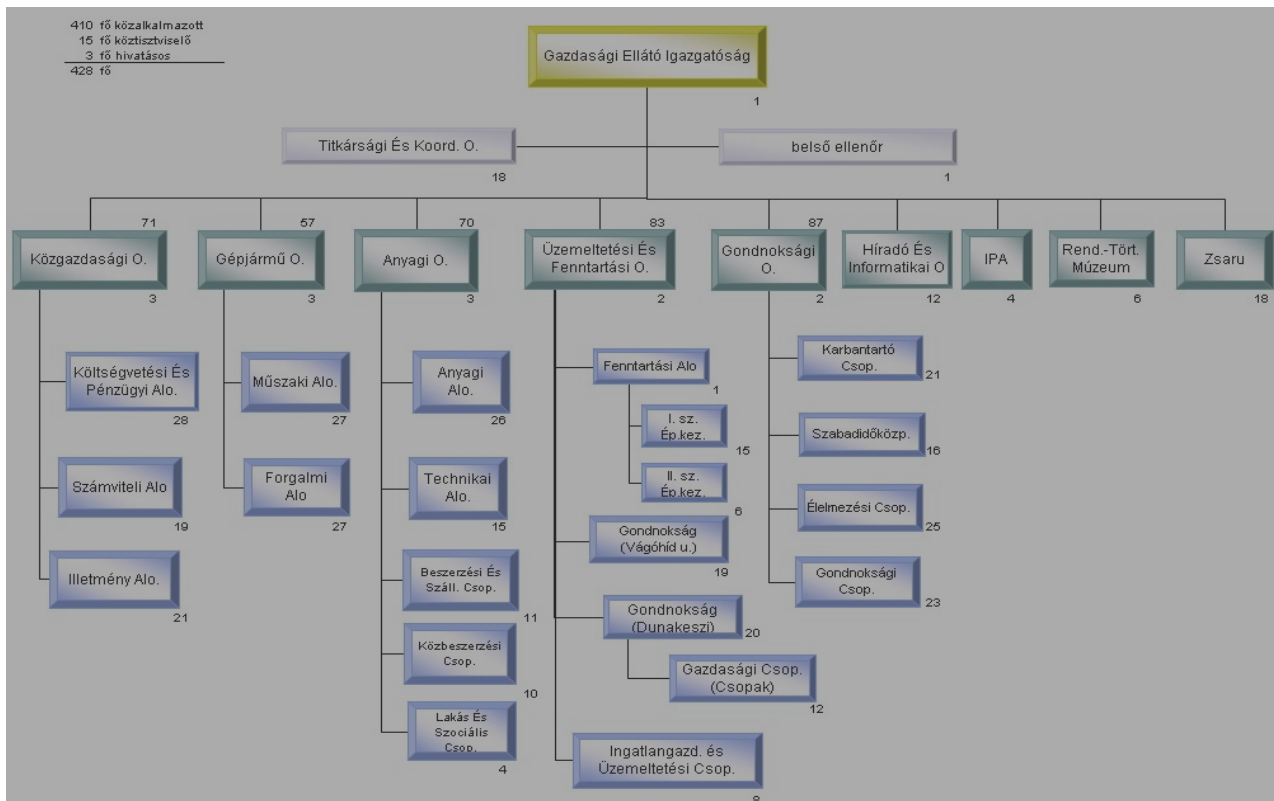 410 fő közalkalmazott
15 fő köztisztviselő
3 fő hivatásos
428 fő
Gazdasági Ellátó Igazgatóság
1
Titkársági És Koord. O.
18
belső ellenőr
1
71
Közgazdasági O.
3
57
Gépjármű O.
3
70
Anyagi O.
3
83
Üzemeltetési És
Fenntartási O.
2
87
Gondnoksági
O.
2
Híradó És
Informatikai O
12
IPA
4
Rend.-Tört.
Múzeum
6
Zsaru
18
Költségvetési És
Pénzügyi Alo.
28
Számviteli Alo
19
Illetmény Alo.
21
Műszaki Alo.
27
Forgalmi
Alo
27
Anyagi
Alo.
26
Technikai
Alo.
15
Beszerzési És
Száll. Csop.
11
Közbeszerzési
Csop.
10
Lakás És
Szociális
Csop.
4
Fenntartási Alo
1
I. sz.
Ép.kez.
15
II. sz.
Ép.kez.
6
Gondnokság
(Vágóhíd u.)
19
Gondnokság
(Dunakeszi)
20
Gazdasági Csop.
(Csopak)
12
Ingatlangazd. és
Üzemeltetési Csop.
8
Karbantartó
Csop.
21
Szabadidőközp.
16
Élelmezési Csop.
25
Gondnoksági
Csop.
23